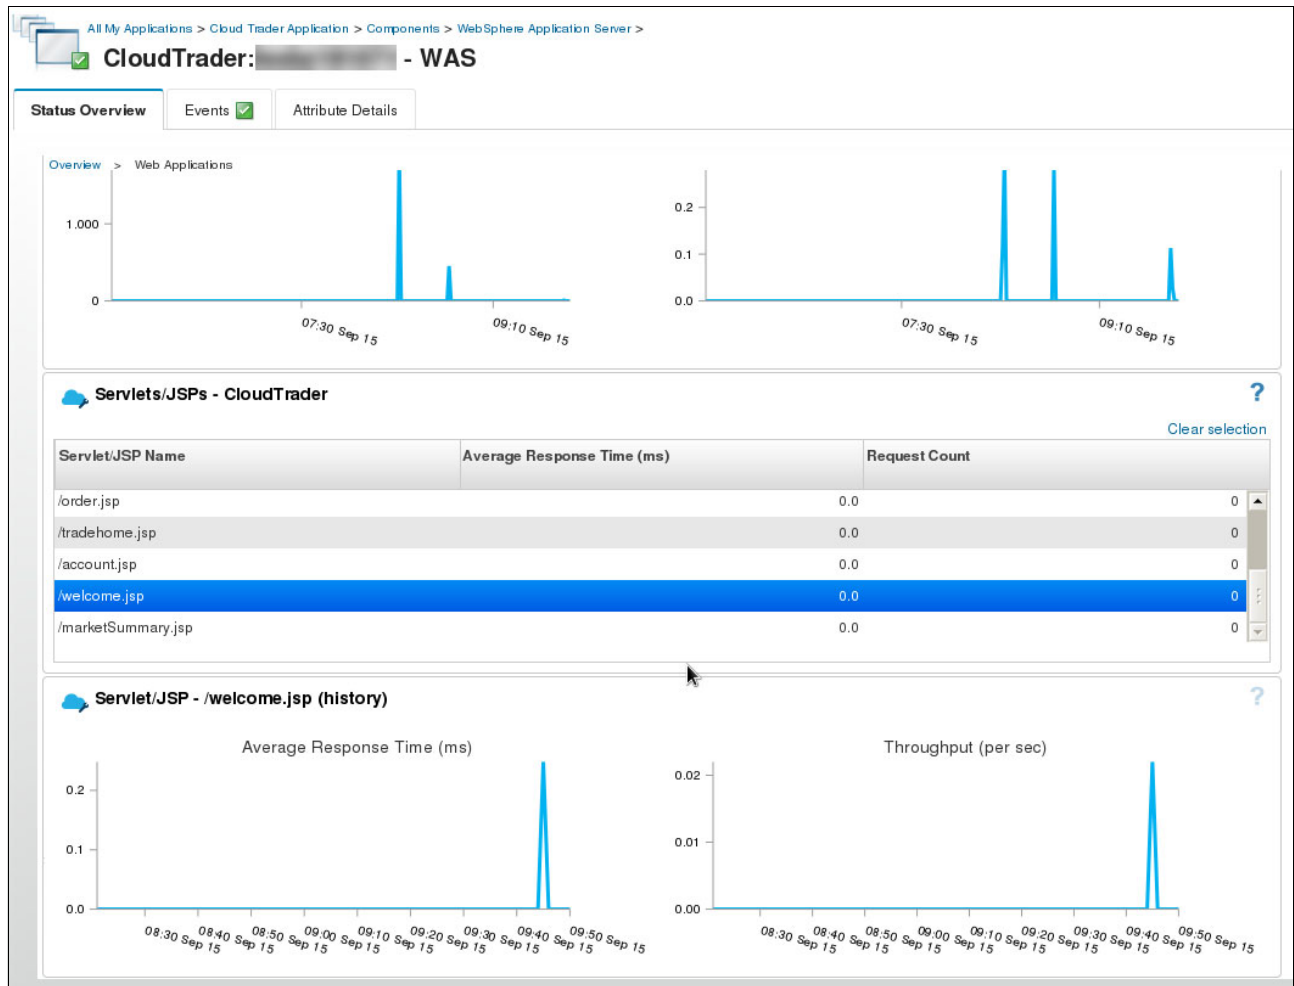 All My Applications > Cloud Trader Application > Components > WebSphere Application Server >
CloudTrader: - WAS
Status Overview Events Attribute Details
Overview > Web Applications
1.000
0
07:30 Sep 15 09:10 Sep 15
0.2
0.1
0.0
07:30 Sep 15 09:10 Sep 15
Servlets/JSPs - CloudTrader ?
Clear selection
Servlet/JSP Name Average Response Time (ms) Request Count
/order.jsp 0.0 0
/tradehome.jsp 0.0 0
/account.jsp 0.0 0
/welcome.jsp 0.0 0
/marketSummary.jsp 0.0 0
Servlet/JSP - /welcome.jsp (history) ?
Average Response Time (ms)
0.2
0.1
0.0
08:30 Sep 15 08:40 Sep 15 08:50 Sep 15 09:00 Sep 15 09:10 Sep 15 09:20 Sep 15 09:30 Sep 15 09:40 Sep 15 09:50 Sep 15
Throughput (per sec)
0.02
0.01
0.00
08:30 Sep 15 08:40 Sep 15 08:50 Sep 15 09:00 Sep 15 09:10 Sep 15 09:20 Sep 15 09:30 Sep 15 09:40 Sep 15 09:50 Sep 15